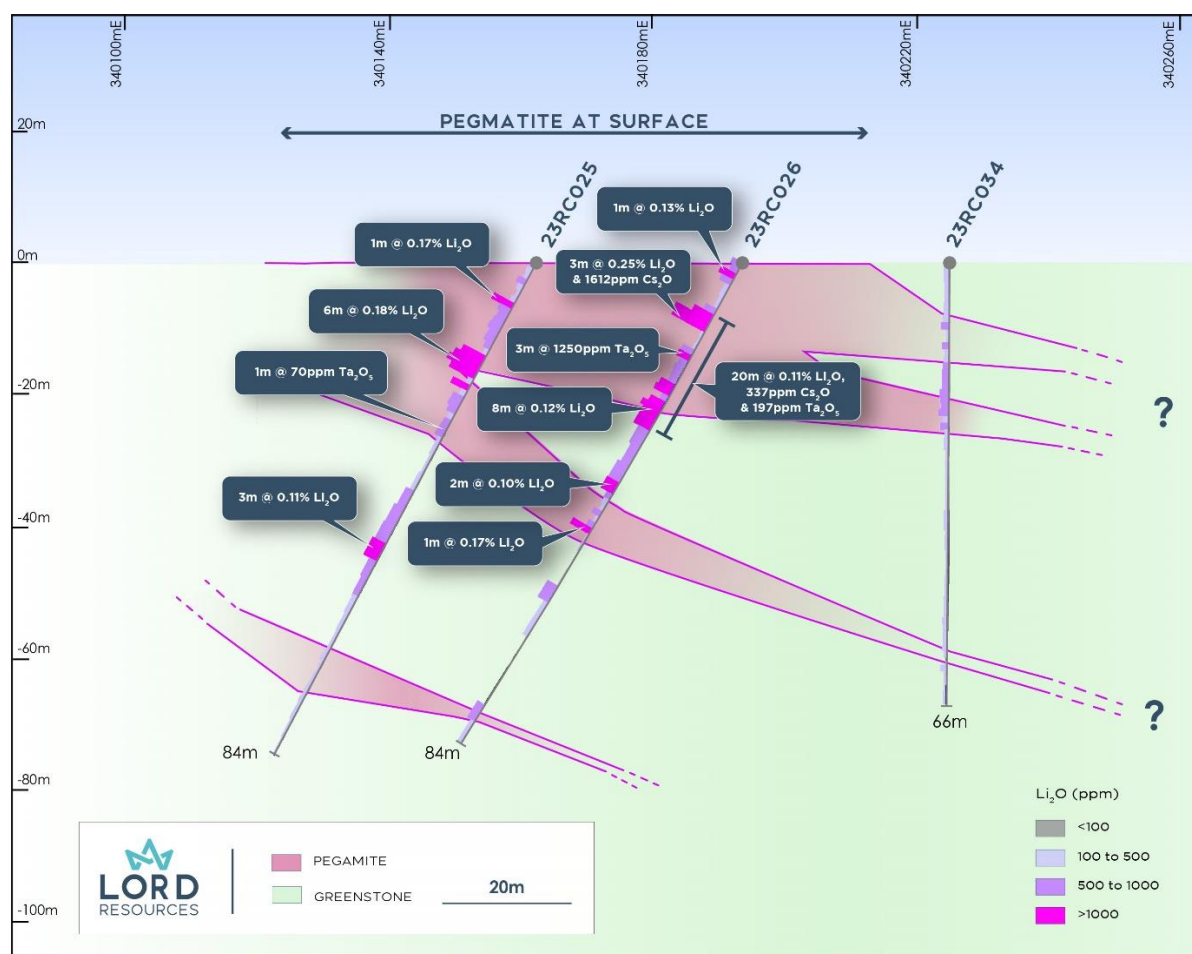 340100mE
340140mE
340180mE
340220mE
340260mE
20m
0m
-20m
-40m
-60m
-80m
-100m
PEGMATITE AT SURFACE
23RC025
23RC026
23RC034
1m @ 0.13% Li₂O
1m @ 0.17% Li₂O
3m @ 0.25% Li₂O
& 1612ppm Cs₂O
6m @ 0.18% Li₂O
3m @ 1250ppm Ta₂O₅
1m @ 70ppm Ta₂O₅
20m @ 0.11% Li₂O,
337ppm Cs₂O
& 197ppm Ta₂O₅
8m @ 0.12% Li₂O
?
2m @ 0.10% Li₂O
3m @ 0.11% Li₂O
1m @ 0.17% Li₂O
?
84m
84m
66m
Li₂O (ppm)
<100
100 to 500
500 to 1000
>1000
LORD
RESOURCES
PEGAMITE
GREENSTONE
20m